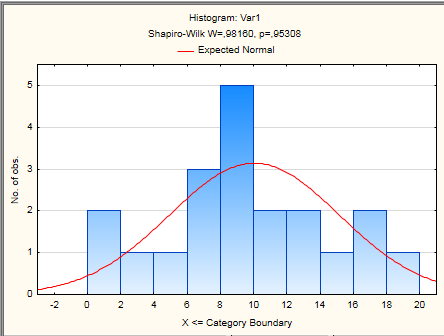 Histogram: Var1
Shapiro-Wilk W=,98160, p=,95308
Expected Normal
No. of obs.
5
4
3
2
1
0
-2 0 2 4 6 8 10 12 14 16 18 20
X <= Category Boundary